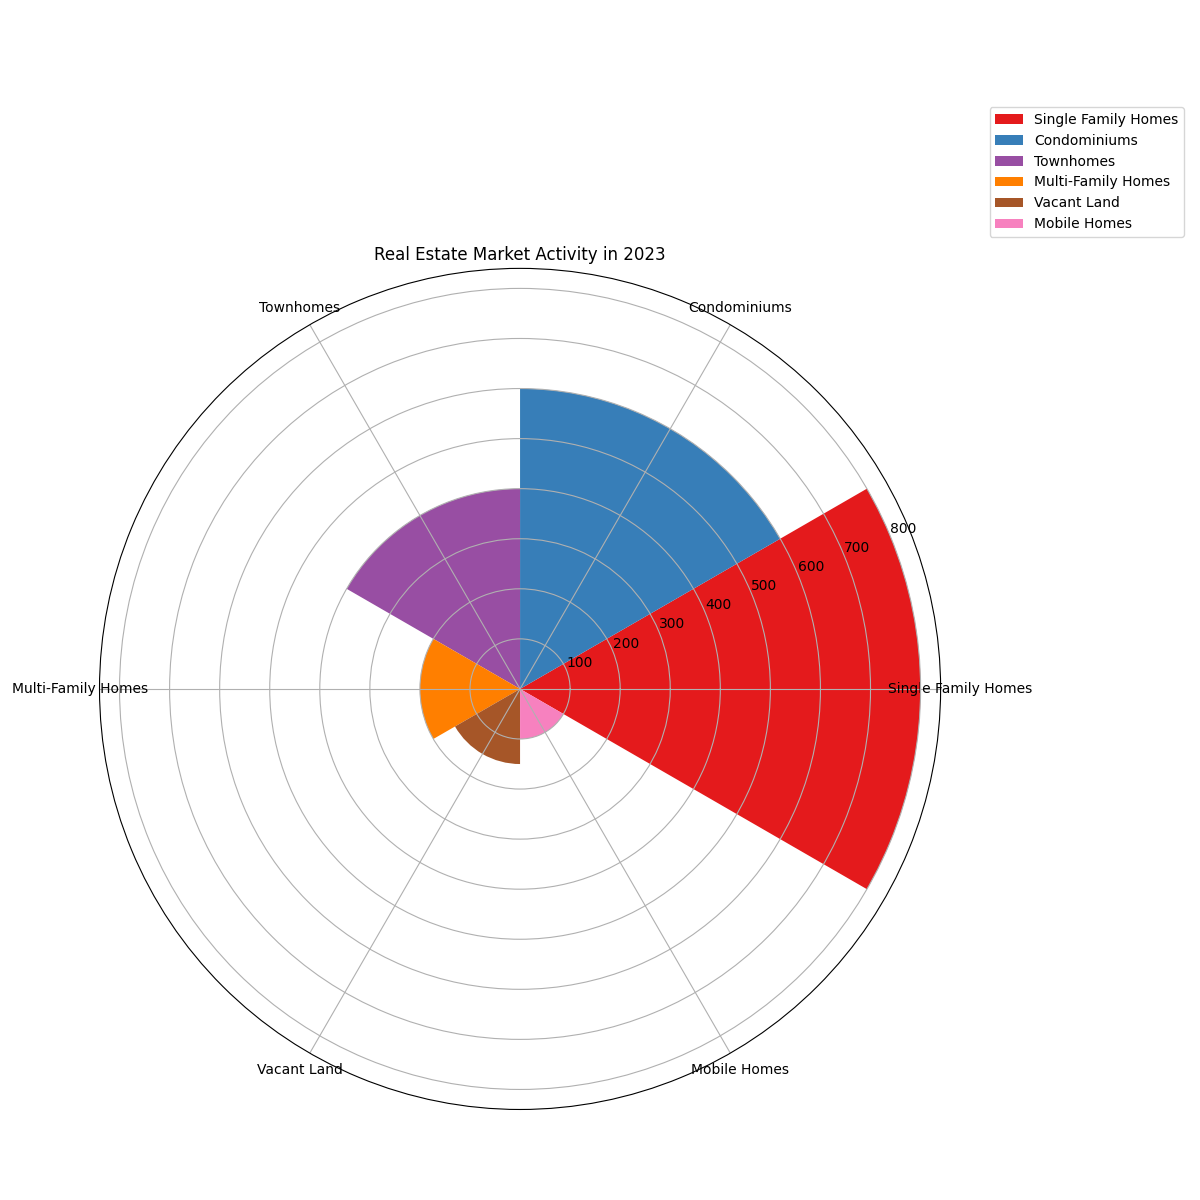 Single Family Homes
Condominiums
Townhomes
Multi-Family Homes
Vacant Land
Mobile Homes
Real Estate Market Activity in 2023
Townhomes
Condominiums
800
700
600
500
400
300
200
100
Multi-Family Homes
Single Family Homes
Vacant Land
Mobile Homes